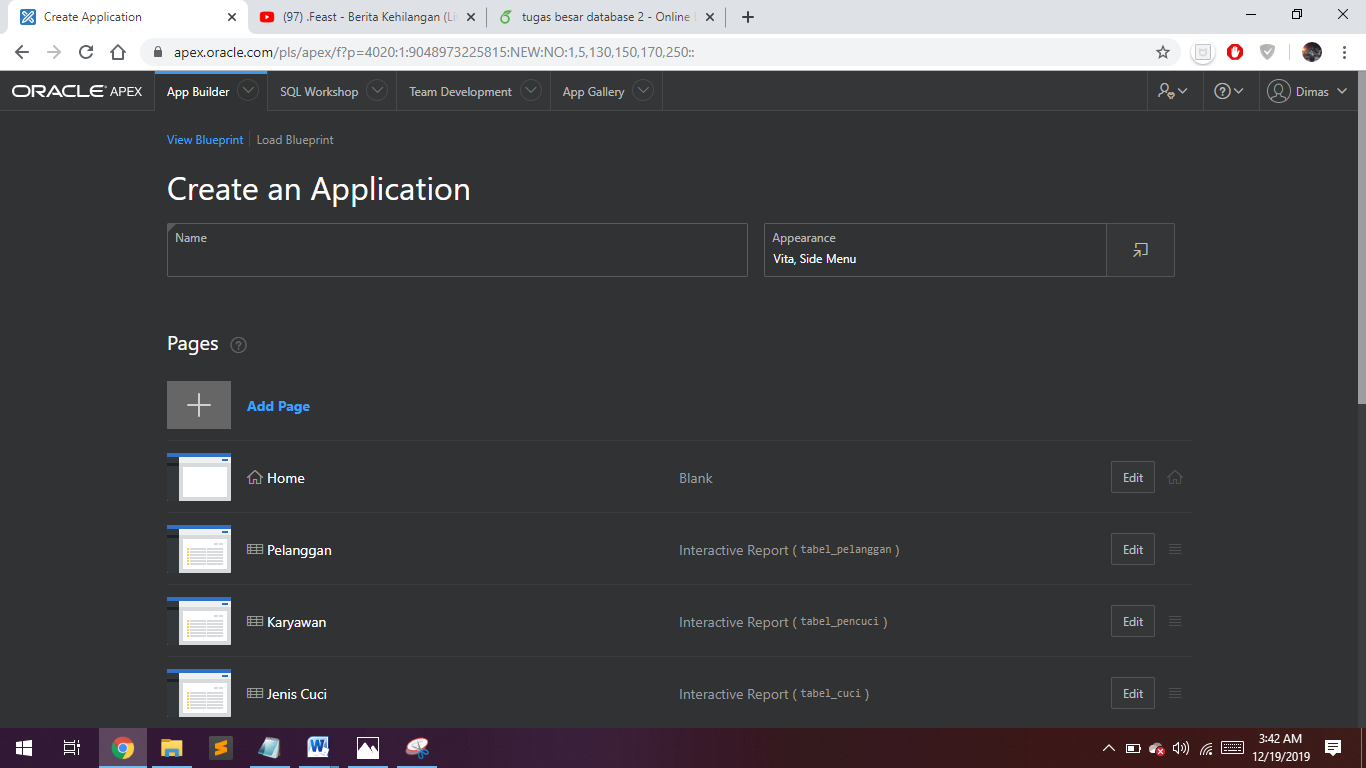 Create Application
(97) .Feast - Berita Kehilangan (Li
tugas besar database 2 - Online
apex.oracle.com/pls/apex/f?p=4020:1:9048973225815:NEW:NO:1,5,130,150,170,250::
ORACLE APEX
App Builder
SQL Workshop
Team Development
App Gallery
Dimas
View Blueprint
Load Blueprint
Create an Application
Name
Appearance
Vita, Side Menu
Pages
Add Page
Home
Blank
Edit
Pelanggan
Interactive Report ( tabel_pelanggan )
Edit
Karyawan
Interactive Report ( tabel_pencuci )
Edit
Jenis Cuci
Interactive Report ( tabel_cuci )
Edit
3:42 AM
12/19/2019